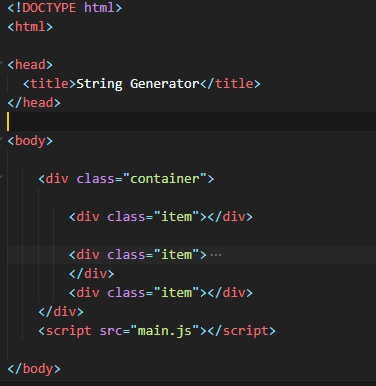 <!DOCTYPE html>
<html>
<head>
<title>String Generator</title>
</head>
<body>
<div class="container">
<div class="item"></div>
<div class="item">···
</div>
<div class="item"></div>
</div>
<script src="main.js"></script>
</body>